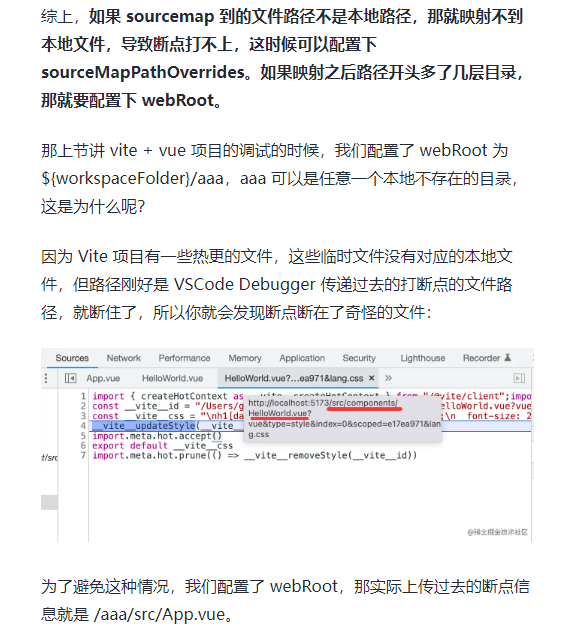 综上，如果 sourcemap 到的文件路径不是本地路径，那就映射不到
本地文件，导致断点打不上，这时候可以配置下
sourceMapPathOverrides。如果映射之后路径开头多了几层目录，
那就要配置下 webRoot。
那上节讲 vite + vue 项目的调试的时候，我们配置了 webRoot 为
${workspaceFolder}/aaa，aaa 可以是任意一个本地不存在的目录，
这是为什么呢？
因为 Vite 项目有一些热更的文件，这些临时文件没有对应的本地文
件，但路径刚好是 VSCode Debugger 传递过去的打断点的文件路
径，就断住了，所以你就会发现断点断在了奇怪的文件：
Sources Network Performance Memory Application Security Lighthouse Recorder
App.vue HelloWorld.vue HelloWorld.vue?...ea971&lang.css × »
1 import { createHotContext as __vite__createHotContext } from "/@vite/client";impo
2 const __vite__id = "/Users/g
http://localhost:5173/src/components/
HelloWorld.vue?vue
3 const __vite__css = "\nh1[da
HelloWorld.vue?
\n font-size: 2
4 __vite__updateStyle(__vite__
vue&type=style&index=0&scoped=e17ea971&lan
5 import.meta.hot.accept()
g.css
6 export default __vite__css
7 import.meta.hot.prune(() => __vite__removeStyle(__vite__id))
t/src
@稀土掘金技术社区
为了避免这种情况，我们配置了 webRoot，那实际上传过去的断点信
息就是 /aaa/src/App.vue。